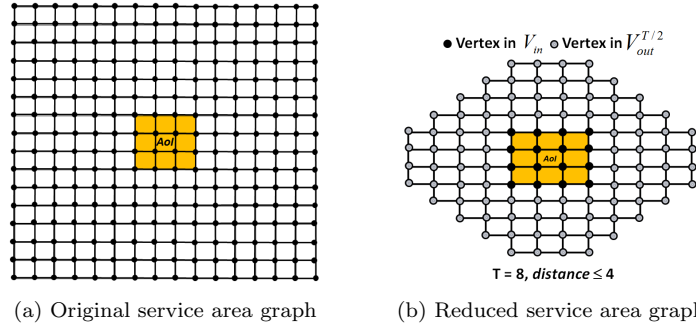 ● Vertex in V_in ○ Vertex in V_out^T/2
AoI
AoI
T = 8, distance ≤ 4
(a) Original service area graph
(b) Reduced service area graph